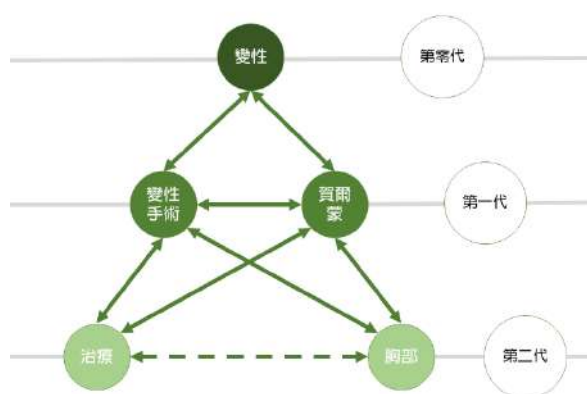 變性
第零代
變性
手術
賀爾
蒙
第一代
治療
胸部
第二代